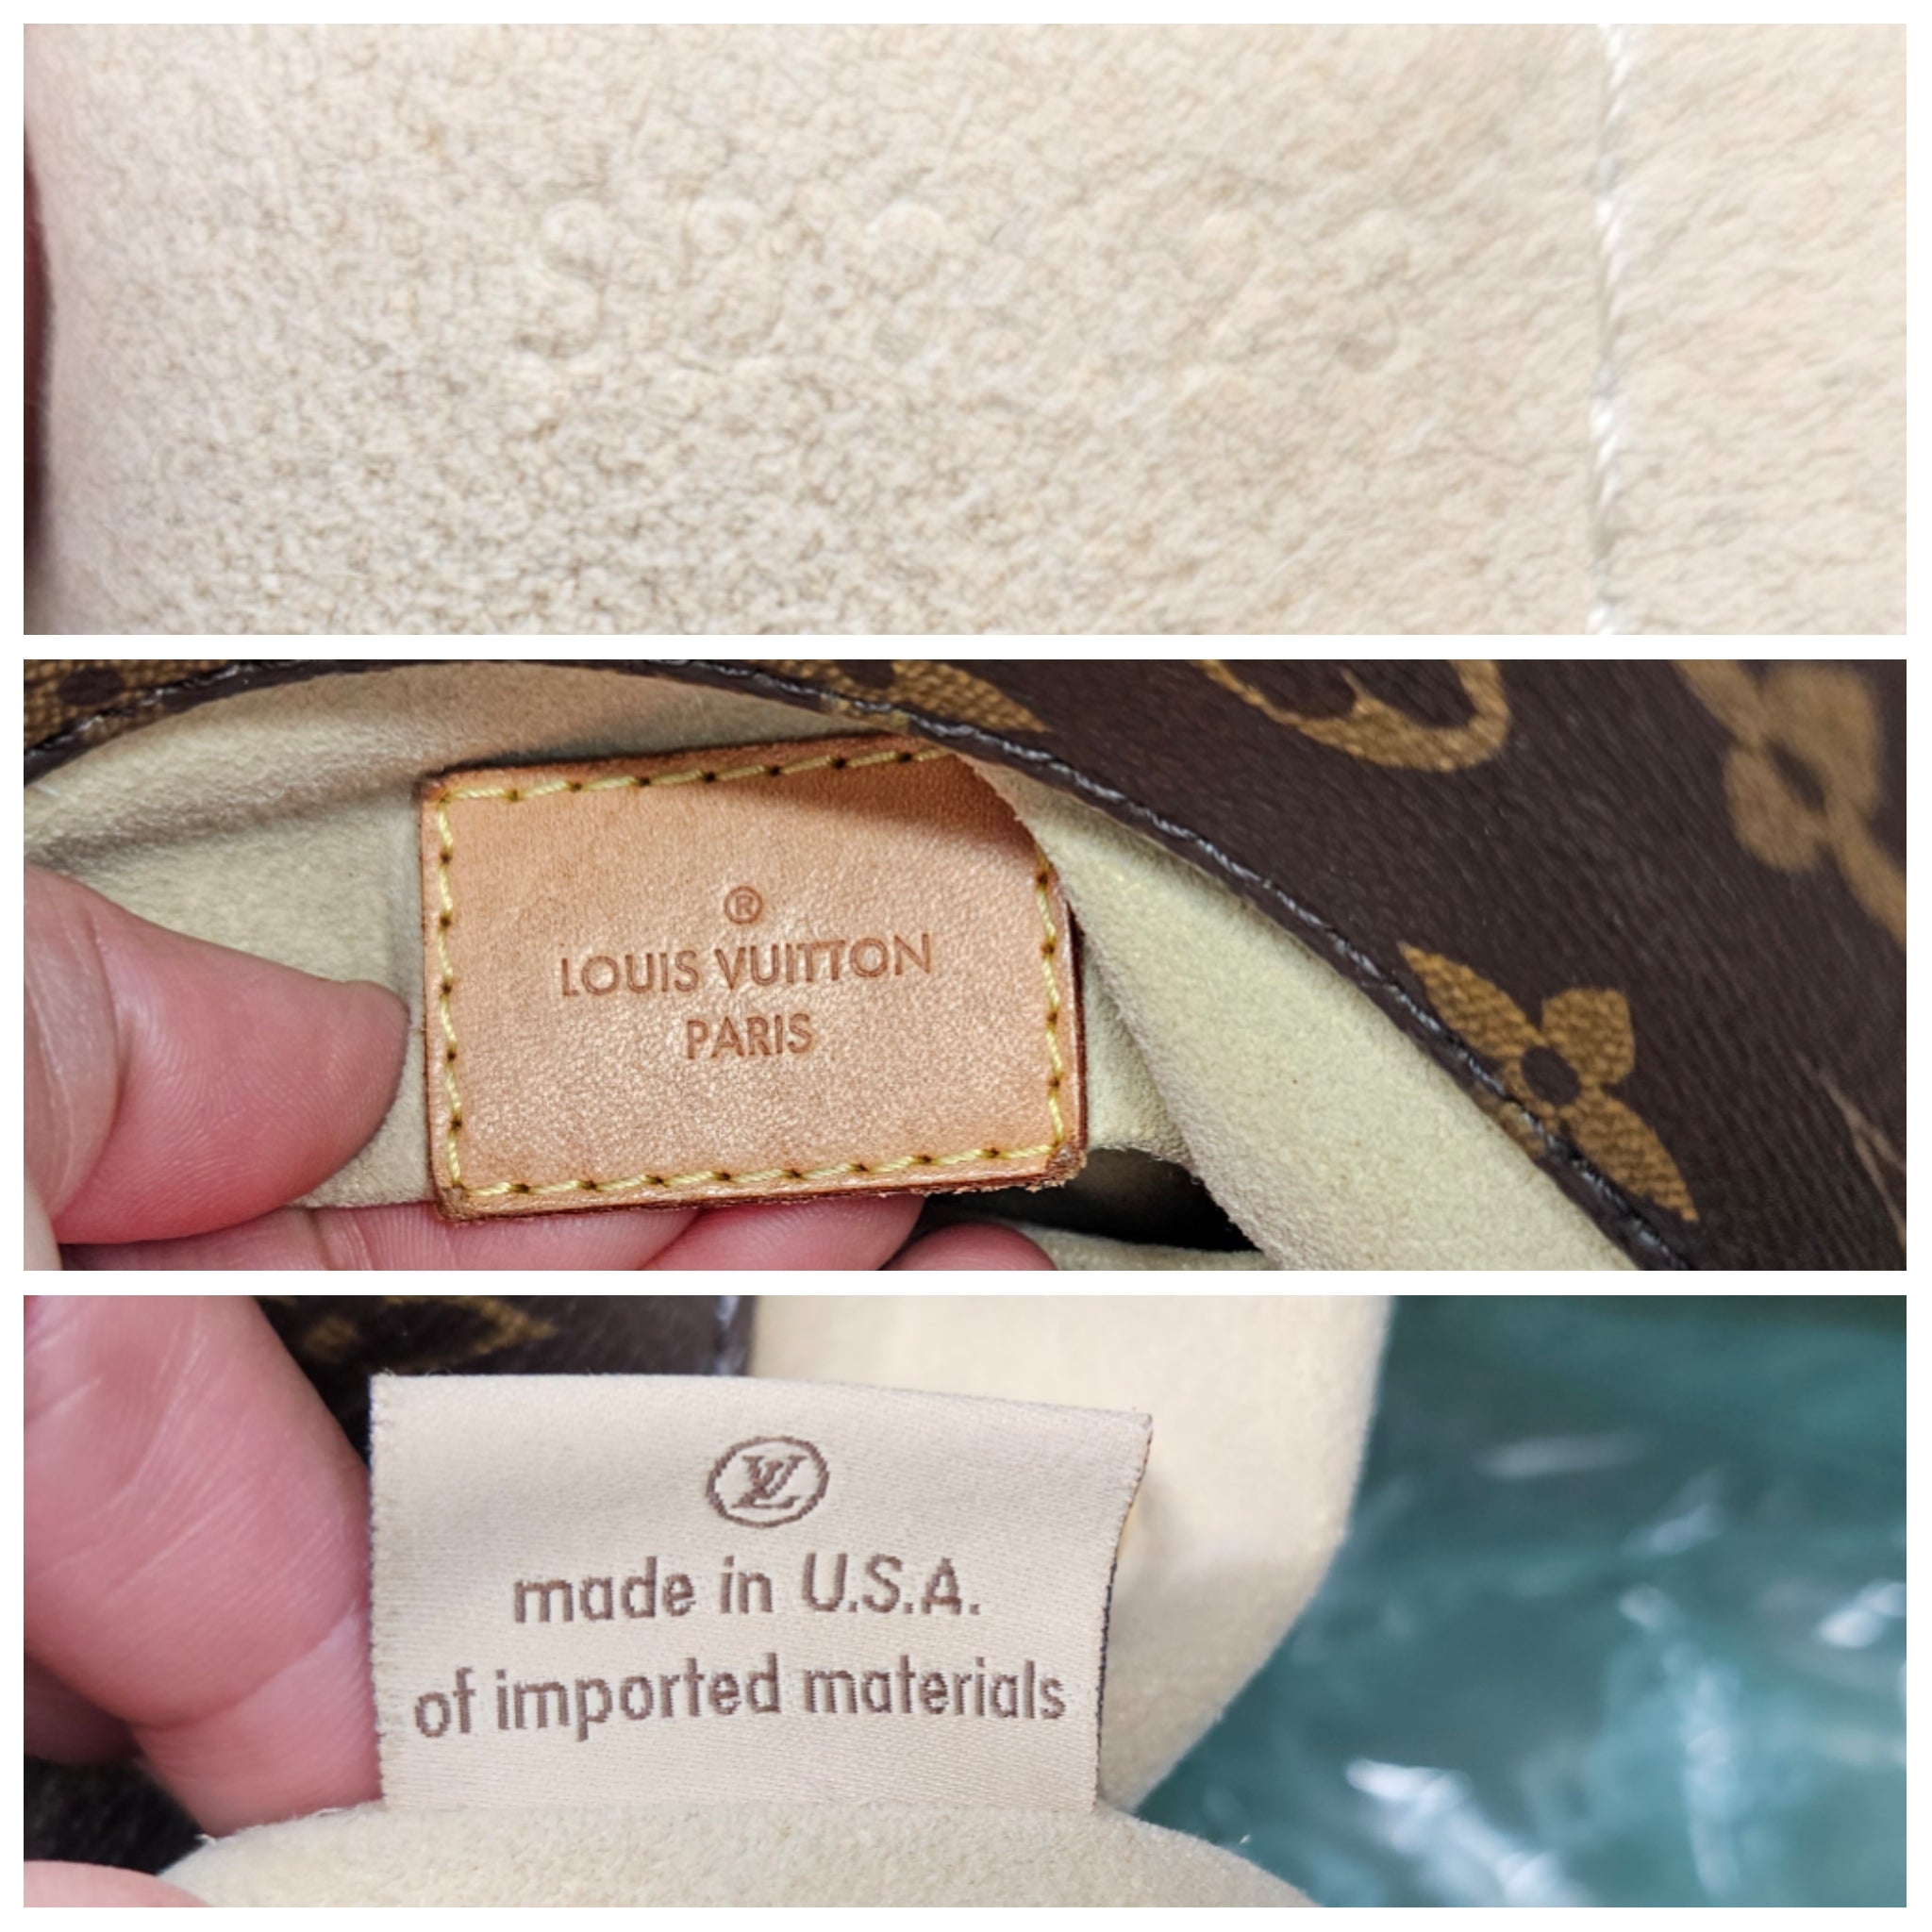 ®
LOUIS VUITTON
PARIS
LV
made in U.S.A.
of imported materials